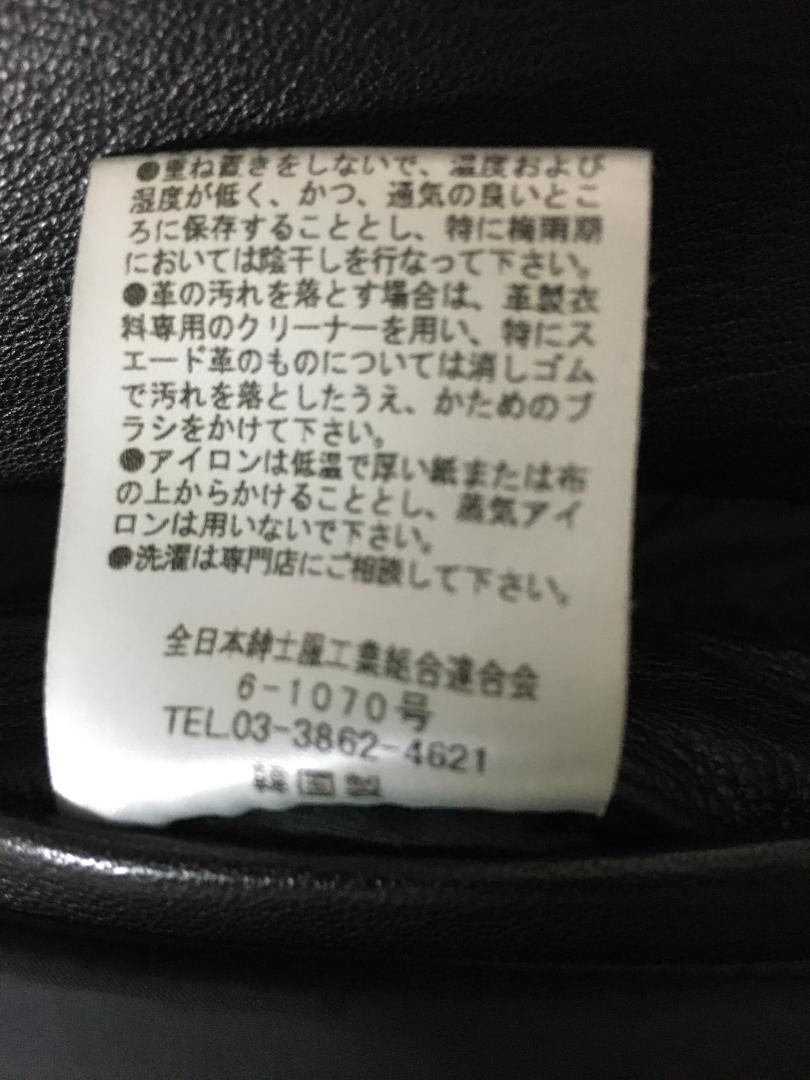 ●重ね置きをしないで、温度および
湿度が低く、かつ、通気の良いとこ
ろに保存することとし、特に梅雨期
においては陰干しを行なって下さい。
●革の汚れを落とす場合は、革製衣
料専用のクリーナーを用い、特にス
エード革のものについては消しゴム
で汚れを落としたうえ、かためのブ
ラシをかけて下さい。
●アイロンは低温で厚い紙または布
の上からかけることとし、蒸気アイ
ロンは用いないで下さい。
●洗濯は専門店にご相談して下さい。
全日本紳士服工業組合連合会
6-1070号
TEL.03-3862-4621
韓国製